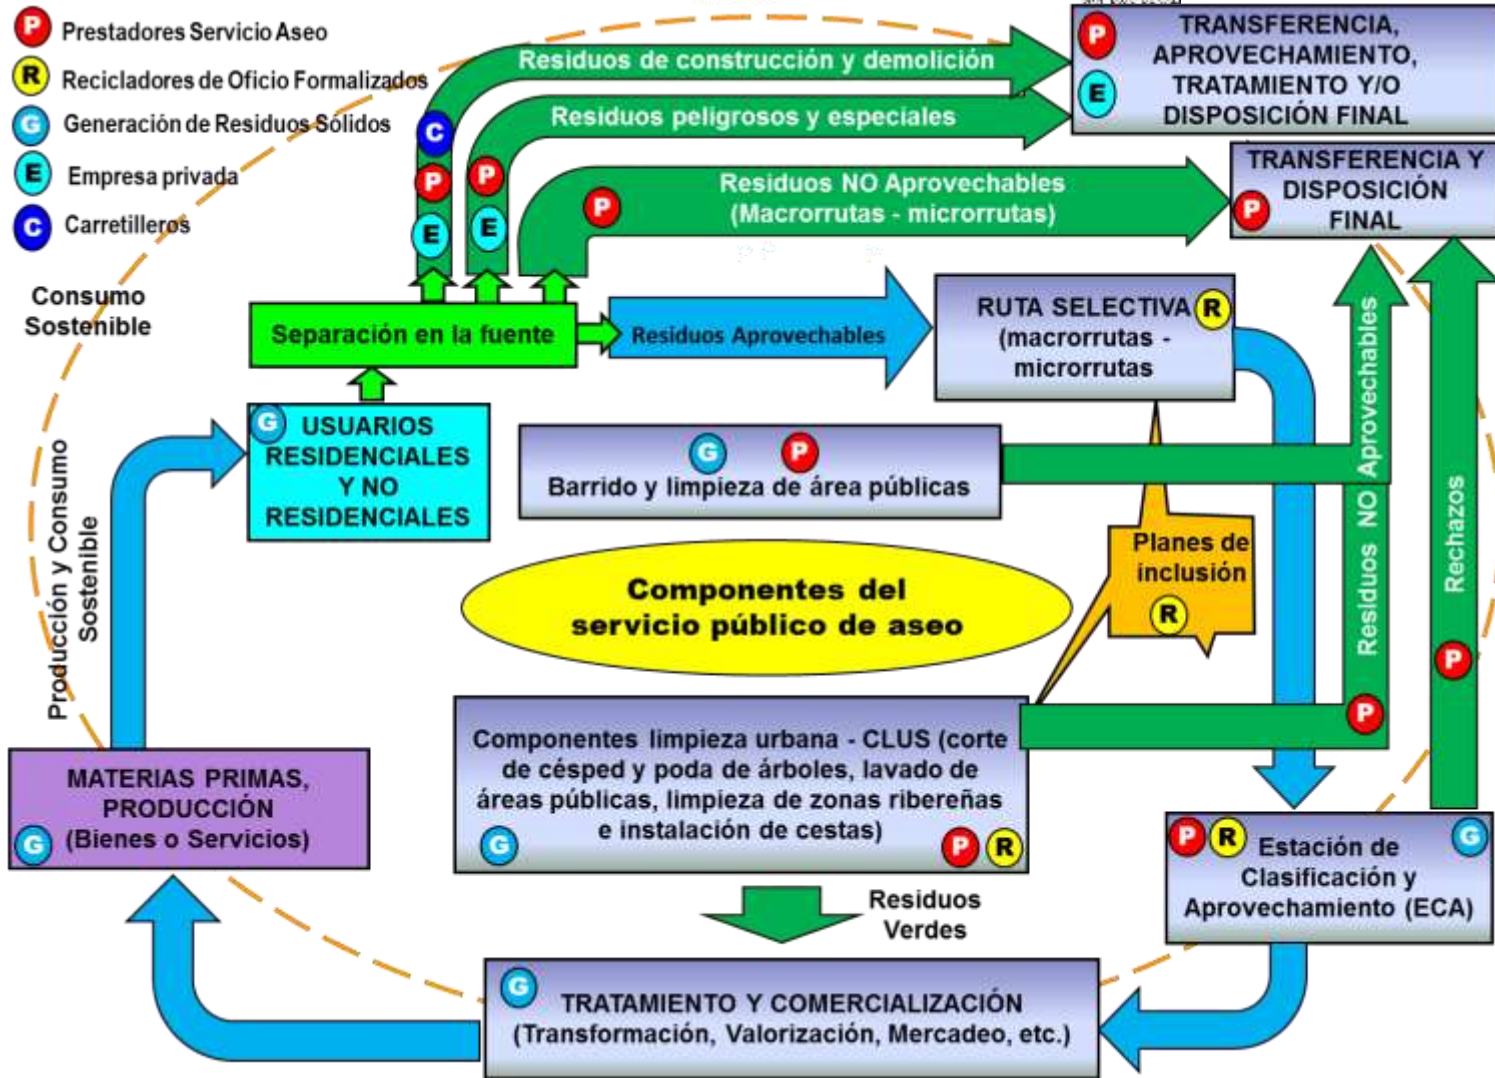 P Prestadores Servicio Aseo
R Recicladores de Oficio Formalizados
G Generación de Residuos Sólidos
E Empresa privada
C Carretilleros
Consumo
Sostenible
Producción y Consumo
Sostenible
Residuos de construcción y demolición
C
P
E
Residuos peligrosos y especiales
P
E
Residuos NO Aprovechables
(Macrorrutas - microrrutas)
P
P
E
TRANSFERENCIA,
APROVECHAMIENTO,
TRATAMIENTO Y/O
DISPOSICIÓN FINAL
TRANSFERENCIA Y
DISPOSICIÓN
FINAL
P
Separación en la fuente
Residuos Aprovechables
RUTA SELECTIVA
(macrorrutas -
microrrutas
R
G
USUARIOS
RESIDENCIALES
Y NO
RESIDENCIALES
G P
Barrido y limpieza de área públicas
Planes de
inclusión
R
Residuos NO Aprovechables
P
Rechazos
P
Componentes del
servicio público de aseo
Componentes limpieza urbana - CLUS (corte
de césped y poda de árboles, lavado de
áreas públicas, limpieza de zonas ribereñas
e instalación de cestas)
G P R
MATERIAS PRIMAS,
PRODUCCIÓN
(Bienes o Servicios)
G
P R G
Estación de
Clasificación y
Aprovechamiento (ECA)
Residuos
Verdes
G
TRATAMIENTO Y COMERCIALIZACIÓN
(Transformación, Valorización, Mercadeo, etc.)